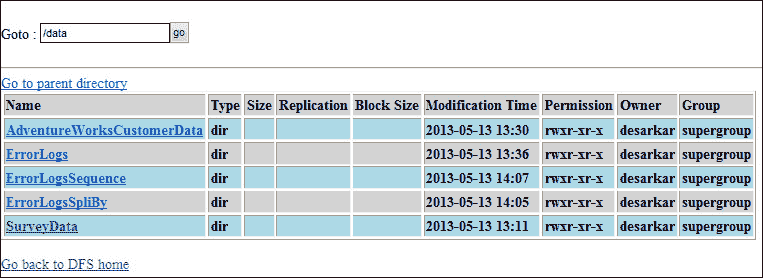 Goto : /data go
Go to parent directory
Name Type Size Replication Block Size Modification Time Permission Owner Group
AdventureWorksCustomerData dir 2013-05-13 13:30 rwxr-xr-x desarkar supergroup
ErrorLogs dir 2013-05-13 13:36 rwxr-xr-x desarkar supergroup
ErrorLogsSequence dir 2013-05-13 14:07 rwxr-xr-x desarkar supergroup
ErrorLogsSpliBy dir 2013-05-13 14:05 rwxr-xr-x desarkar supergroup
SurveyData dir 2013-05-13 13:11 rwxr-xr-x desarkar supergroup
Go back to DFS home